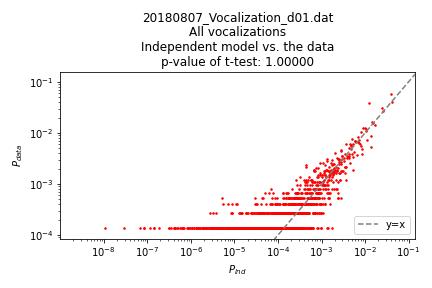 20180807_Vocalization_d01.dat
All vocalizations
Independent model vs. the data
p-value of t-test: 1.00000
10⁻¹
10⁻²
10⁻³
10⁻⁴
P_data
10⁻⁸ 10⁻⁷ 10⁻⁶ 10⁻⁵ 10⁻⁴ 10⁻³ 10⁻² 10⁻¹
P_ind
y=x